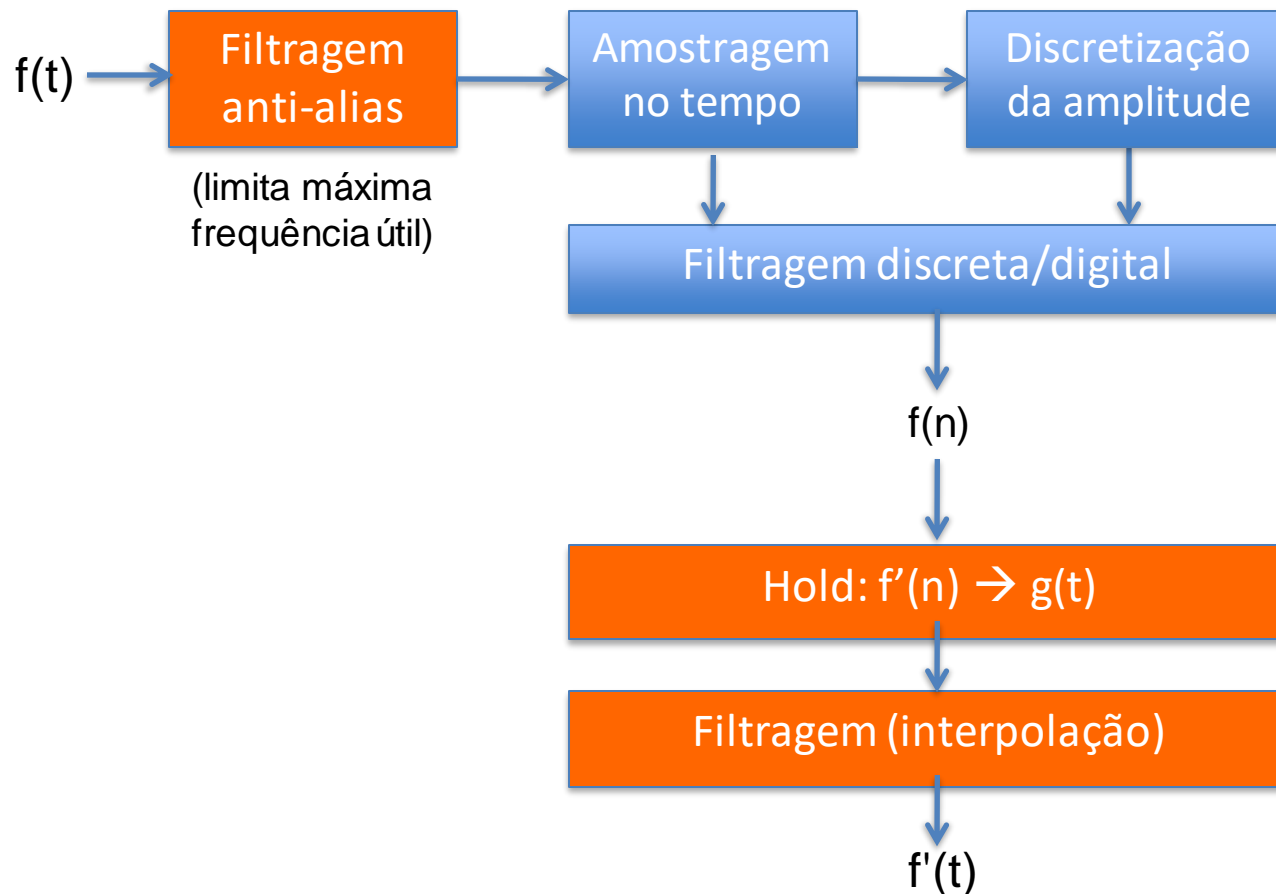 f(t)
Filtragem
anti-alias
(limita máxima
frequência útil)
Amostragem
no tempo
Discretização
da amplitude
Filtragem discreta/digital
f(n)
Hold: f’(n) → g(t)
Filtragem (interpolação)
f'(t)